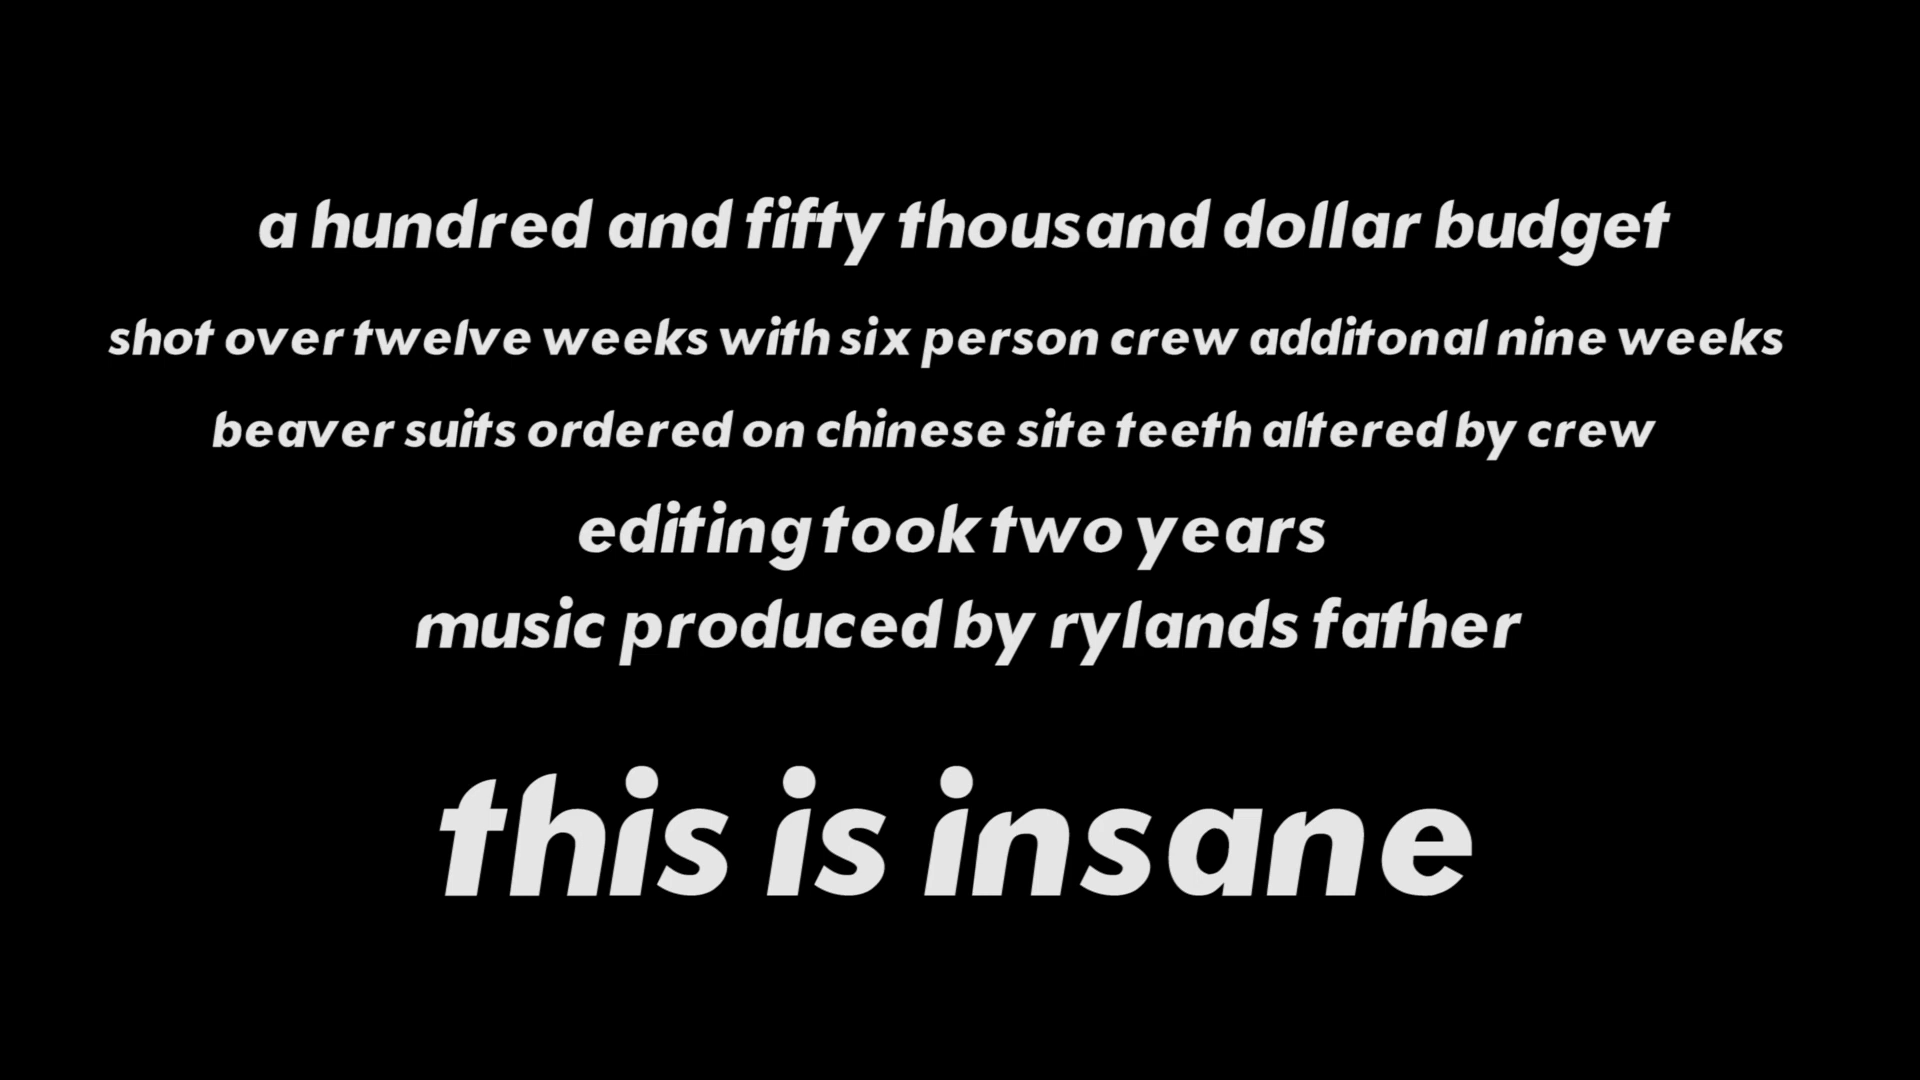 a hundred and fifty thousand dollar budget
shot over twelve weeks with six person crew additonal nine weeks
beaver suits ordered on chinese site teeth altered by crew
editing took two years
music produced by rylands father
this is insane